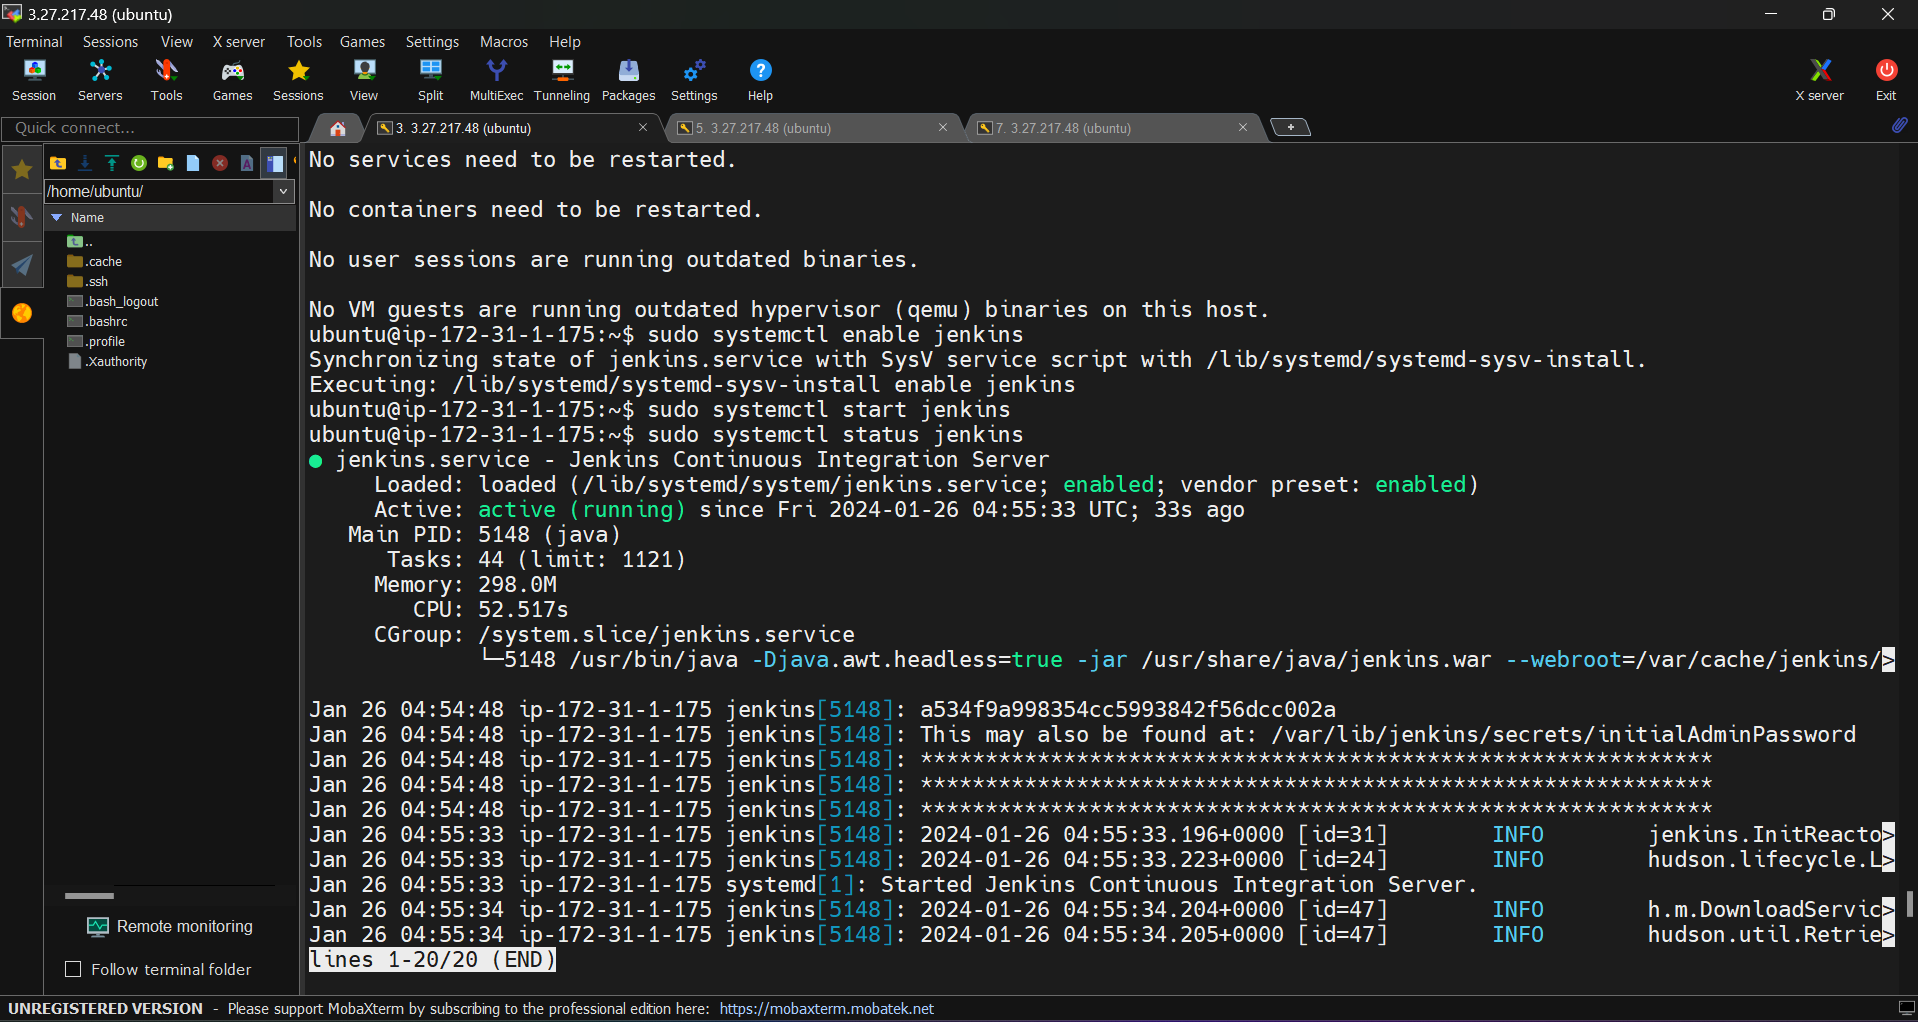 3.27.217.48 (ubuntu)
Terminal Sessions View X server Tools Games Settings Macros Help
Session Servers Tools Games Sessions View Split MultiExec Tunneling Packages Settings Help X server Exit
Quick connect...
3. 3.27.217.48 (ubuntu)
5. 3.27.217.48 (ubuntu)
7. 3.27.217.48 (ubuntu)
/home/ubuntu/
Name
..
.cache
.ssh
.bash_logout
.bashrc
.profile
.Xauthority
Remote monitoring
Follow terminal folder
No services need to be restarted.
No containers need to be restarted.
No user sessions are running outdated binaries.
No VM guests are running outdated hypervisor (qemu) binaries on this host.
ubuntu@ip-172-31-1-175:~$ sudo systemctl enable jenkins
Synchronizing state of jenkins.service with SysV service script with /lib/systemd/systemd-sysv-install.
Executing: /lib/systemd/systemd-sysv-install enable jenkins
ubuntu@ip-172-31-1-175:~$ sudo systemctl start jenkins
ubuntu@ip-172-31-1-175:~$ sudo systemctl status jenkins
● jenkins.service - Jenkins Continuous Integration Server
Loaded: loaded (/lib/systemd/system/jenkins.service; enabled; vendor preset: enabled)
Active: active (running) since Fri 2024-01-26 04:55:33 UTC; 33s ago
Main PID: 5148 (java)
Tasks: 44 (limit: 1121)
Memory: 298.0M
CPU: 52.517s
CGroup: /system.slice/jenkins.service
└─5148 /usr/bin/java -Djava.awt.headless=true -jar /usr/share/java/jenkins.war --webroot=/var/cache/jenkins/>
Jan 26 04:54:48 ip-172-31-1-175 jenkins[5148]: a534f9a998354cc5993842f56dcc002a
Jan 26 04:54:48 ip-172-31-1-175 jenkins[5148]: This may also be found at: /var/lib/jenkins/secrets/initialAdminPassword
Jan 26 04:54:48 ip-172-31-1-175 jenkins[5148]: *************************************************************
Jan 26 04:54:48 ip-172-31-1-175 jenkins[5148]: *************************************************************
Jan 26 04:54:48 ip-172-31-1-175 jenkins[5148]: *************************************************************
Jan 26 04:55:33 ip-172-31-1-175 jenkins[5148]: 2024-01-26 04:55:33.196+0000 [id=31] INFO jenkins.InitReacto>
Jan 26 04:55:33 ip-172-31-1-175 jenkins[5148]: 2024-01-26 04:55:33.223+0000 [id=24] INFO hudson.lifecycle.L>
Jan 26 04:55:33 ip-172-31-1-175 systemd[1]: Started Jenkins Continuous Integration Server.
Jan 26 04:55:34 ip-172-31-1-175 jenkins[5148]: 2024-01-26 04:55:34.204+0000 [id=47] INFO h.m.DownloadServic>
Jan 26 04:55:34 ip-172-31-1-175 jenkins[5148]: 2024-01-26 04:55:34.205+0000 [id=47] INFO hudson.util.Retrie>
lines 1-20/20 (END)
UNREGISTERED VERSION - Please support MobaXterm by subscribing to the professional edition here: https://mobaxterm.mobatek.net